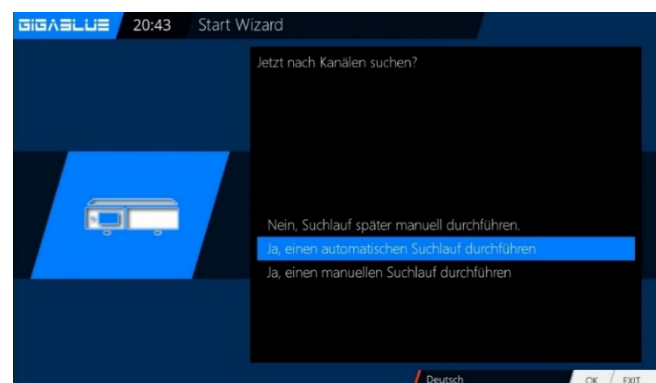 GIGABLUE 20:43 Start Wizard
Jetzt nach Kanälen suchen?
Nein, Suchlauf später manuell durchführen.
Ja, einen automatischen Suchlauf durchführen
Ja, einen manuellen Suchlauf durchführen
Deutsch OK EXIT